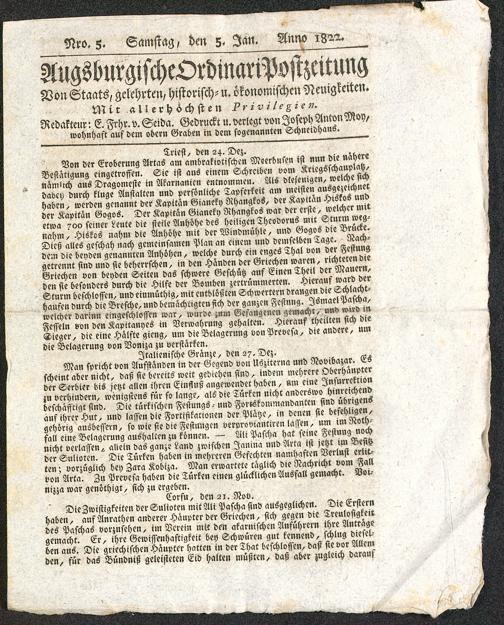 Nro. 5. Samstag, den 5. Jan. Anno 1822.
Augsburgische Ordinari Postzeitung
Von Staats, gelehrten, historisch- u. ökonomischen Neuigkeiten.
Mit allerhöchsten Privilegien.
Redakteur: E. Frhr. v. Seida. Gedruckt u. verlegt von Joseph Anton Moy,
wohnhaft auf dem obern Graben in dem sogenannten Schneidhaus.
Triest, den 24. Dez.
Von der Eroberung Artas am ambrakiotischen Meerbusen ist nun die nähere
Bestätigung eingetroffen. Sie ist aus einem Schreiben vom Kriegsschauplatz,
nämlich aus Dragomeste in Akarnanien entnommen. Als diejenigen, welche sich
dabey durch kluge Anstalten und persönliche Tapferkeit am meisten ausgezeichnet
haben, werden genannt der Kapitän Gianeky Rhangkos, der Kapitän Hiskos und
der Kapitän Gogos. Der Kapitän Gianeky Rhangkos war der erste, welcher mit
etwa 700 seiner Leute die steile Anhöhe des heiligen Theodorus mit Sturm weg-
nahm, Hiskos nahm die Anhöhe mit der Windmühle, und Gogos die Brücke.
Dieß alles geschah nach gemeinsamen Plan an einem und demselben Tage. Nach-
dem die beyden genannten Anhöhen, welche durch ein enges Thal von der Festung
getrennt sind und sie beherrschen, in den Händen der Griechen waren, richteten die
Griechen von beyden Seiten das schwere Geschütz auf Einen Theil der Mauern,
den sie besonders durch die Hilfe der Bomben zertrümmerten. Hierauf ward der
Sturm beschlossen, und einmüthig, mit entblößten Schwertern drangen die Schlacht-
haufen durch die Bresche, und bemächtigten sich der ganzen Festung. Ismael Pascha,
welcher darinn eingeschlossen war, wurde zum Gefangenen gemacht, und wird in
Fesseln von den Kapitanyes in Verwahrung gehalten. Hierauf theilten sich die
Sieger, die eine Hälfte gieng, um die Belagerung von Prevesa, die andere, um
die Belagerung von Voniza zu verstärken.
Italienische Gränze, den 27. Dez.
Man spricht von Aufständen in der Gegend von Usziterna und Novibazar. Es
scheint aber nicht, daß sie bereits weit gediehen sind, indem mehrere Oberhäupter
der Servier bis jetzt allen ihren Einfluß angewendet haben, um eine Insurrektion
zu verhindern, wenigstens für so lange, als die Türken nicht anderswo hinreichend
beschäftigt sind. Die türkischen Festungs- und Forskommandanten sind übrigens
auf ihrer Hut, und lassen die Fortifikationen der Plätze, in denen sie befehligen,
gehörig ausbessern, so wie sie die Festungen verproviantiren lassen, um im Noth-
fall eine Belagerung aushalten zu können. — Ali Pascha hat seine Festung noch
nicht verlassen, allein das ganze Land zwischen Janina und Arta ist jetzt im Besitz
der Sulioten. Die Türken haben in mehreren Gefechten namhaften Verlust erlit-
ten; vorzüglich bey Zara Kobiza. Man erwartete täglich die Nachricht vom Fall
von Arta. Zu Prevesa haben die Türken einen glücklichen Ausfall gemacht. Voi-
nizza war genöthigt, sich zu ergeben.
Corfu, den 21. Nov.
Die Zwistigkeiten der Sulioten mit Ali Pascha sind ausgeglichen. Die Erstern
haben, auf Anrathen anderer Häupter der Griechen, sich gegen die Treulosigkeit
des Paschas vorzusehen, in Verein mit den akarnischen Anführern ihre Anträge
gemacht. Er, ihre Gewissenhaftigkeit bey Schwüren gut kennend, schlug diesel-
ben aus. Die griechischen Häupter hatten in der That beschlossen, daß sie vor Allem
den, für das Bündniß geleisteten Eid halten müßten, daß aber zugleich darauf